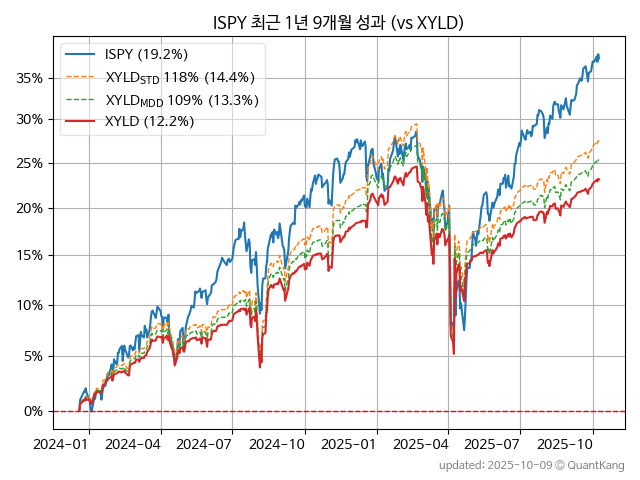 ISPY 최근 1년 9개월 성과 (vs XYLD)
ISPY (19.2%)
XYLD_STD 118% (14.4%)
XYLD_MDD 109% (13.3%)
XYLD (12.2%)
35%
30%
25%
20%
15%
10%
5%
0%
2024−01 2024−04 2024−07 2024−10 2025−01 2025−04 2025−07 2025−10
updated: 2025-10-09 © QuantKang